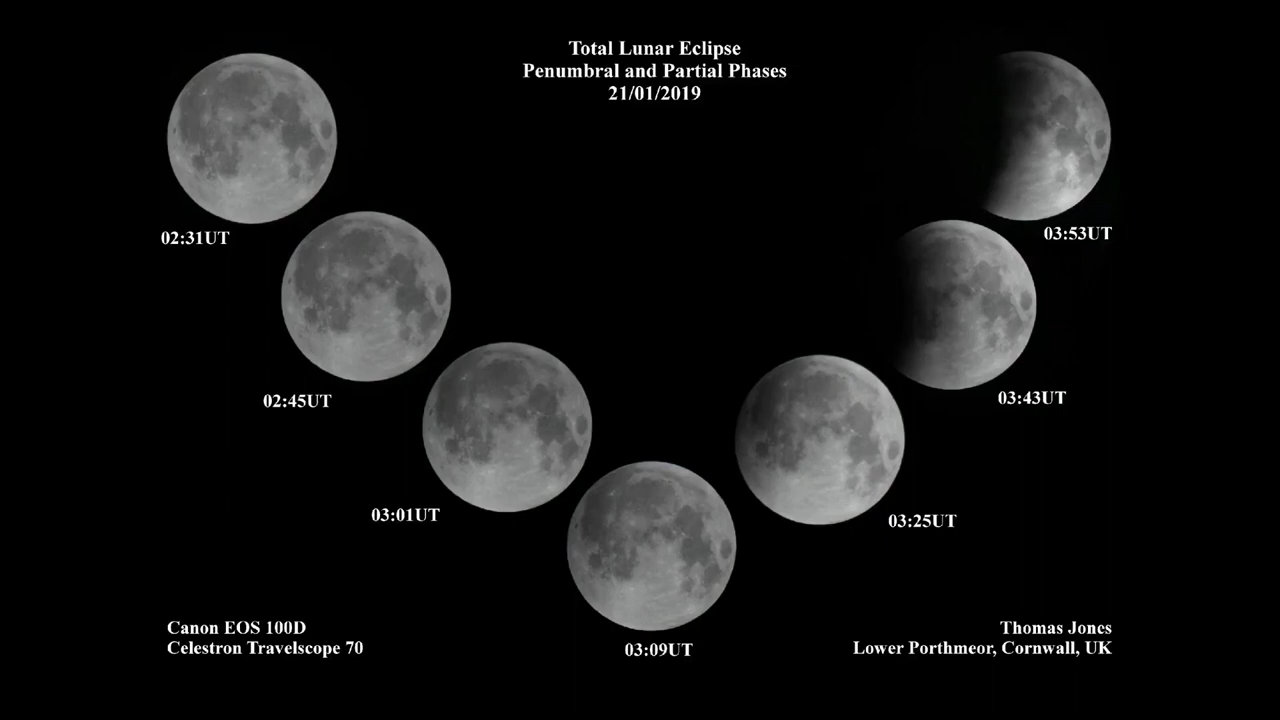 Total Lunar Eclipse
Penumbral and Partial Phases
21/01/2019
02:31UT
02:45UT
03:01UT
03:09UT
03:25UT
03:43UT
03:53UT
Canon EOS 100D
Celestron Travelscope 70
Thomas Jones
Lower Porthmeor, Cornwall, UK